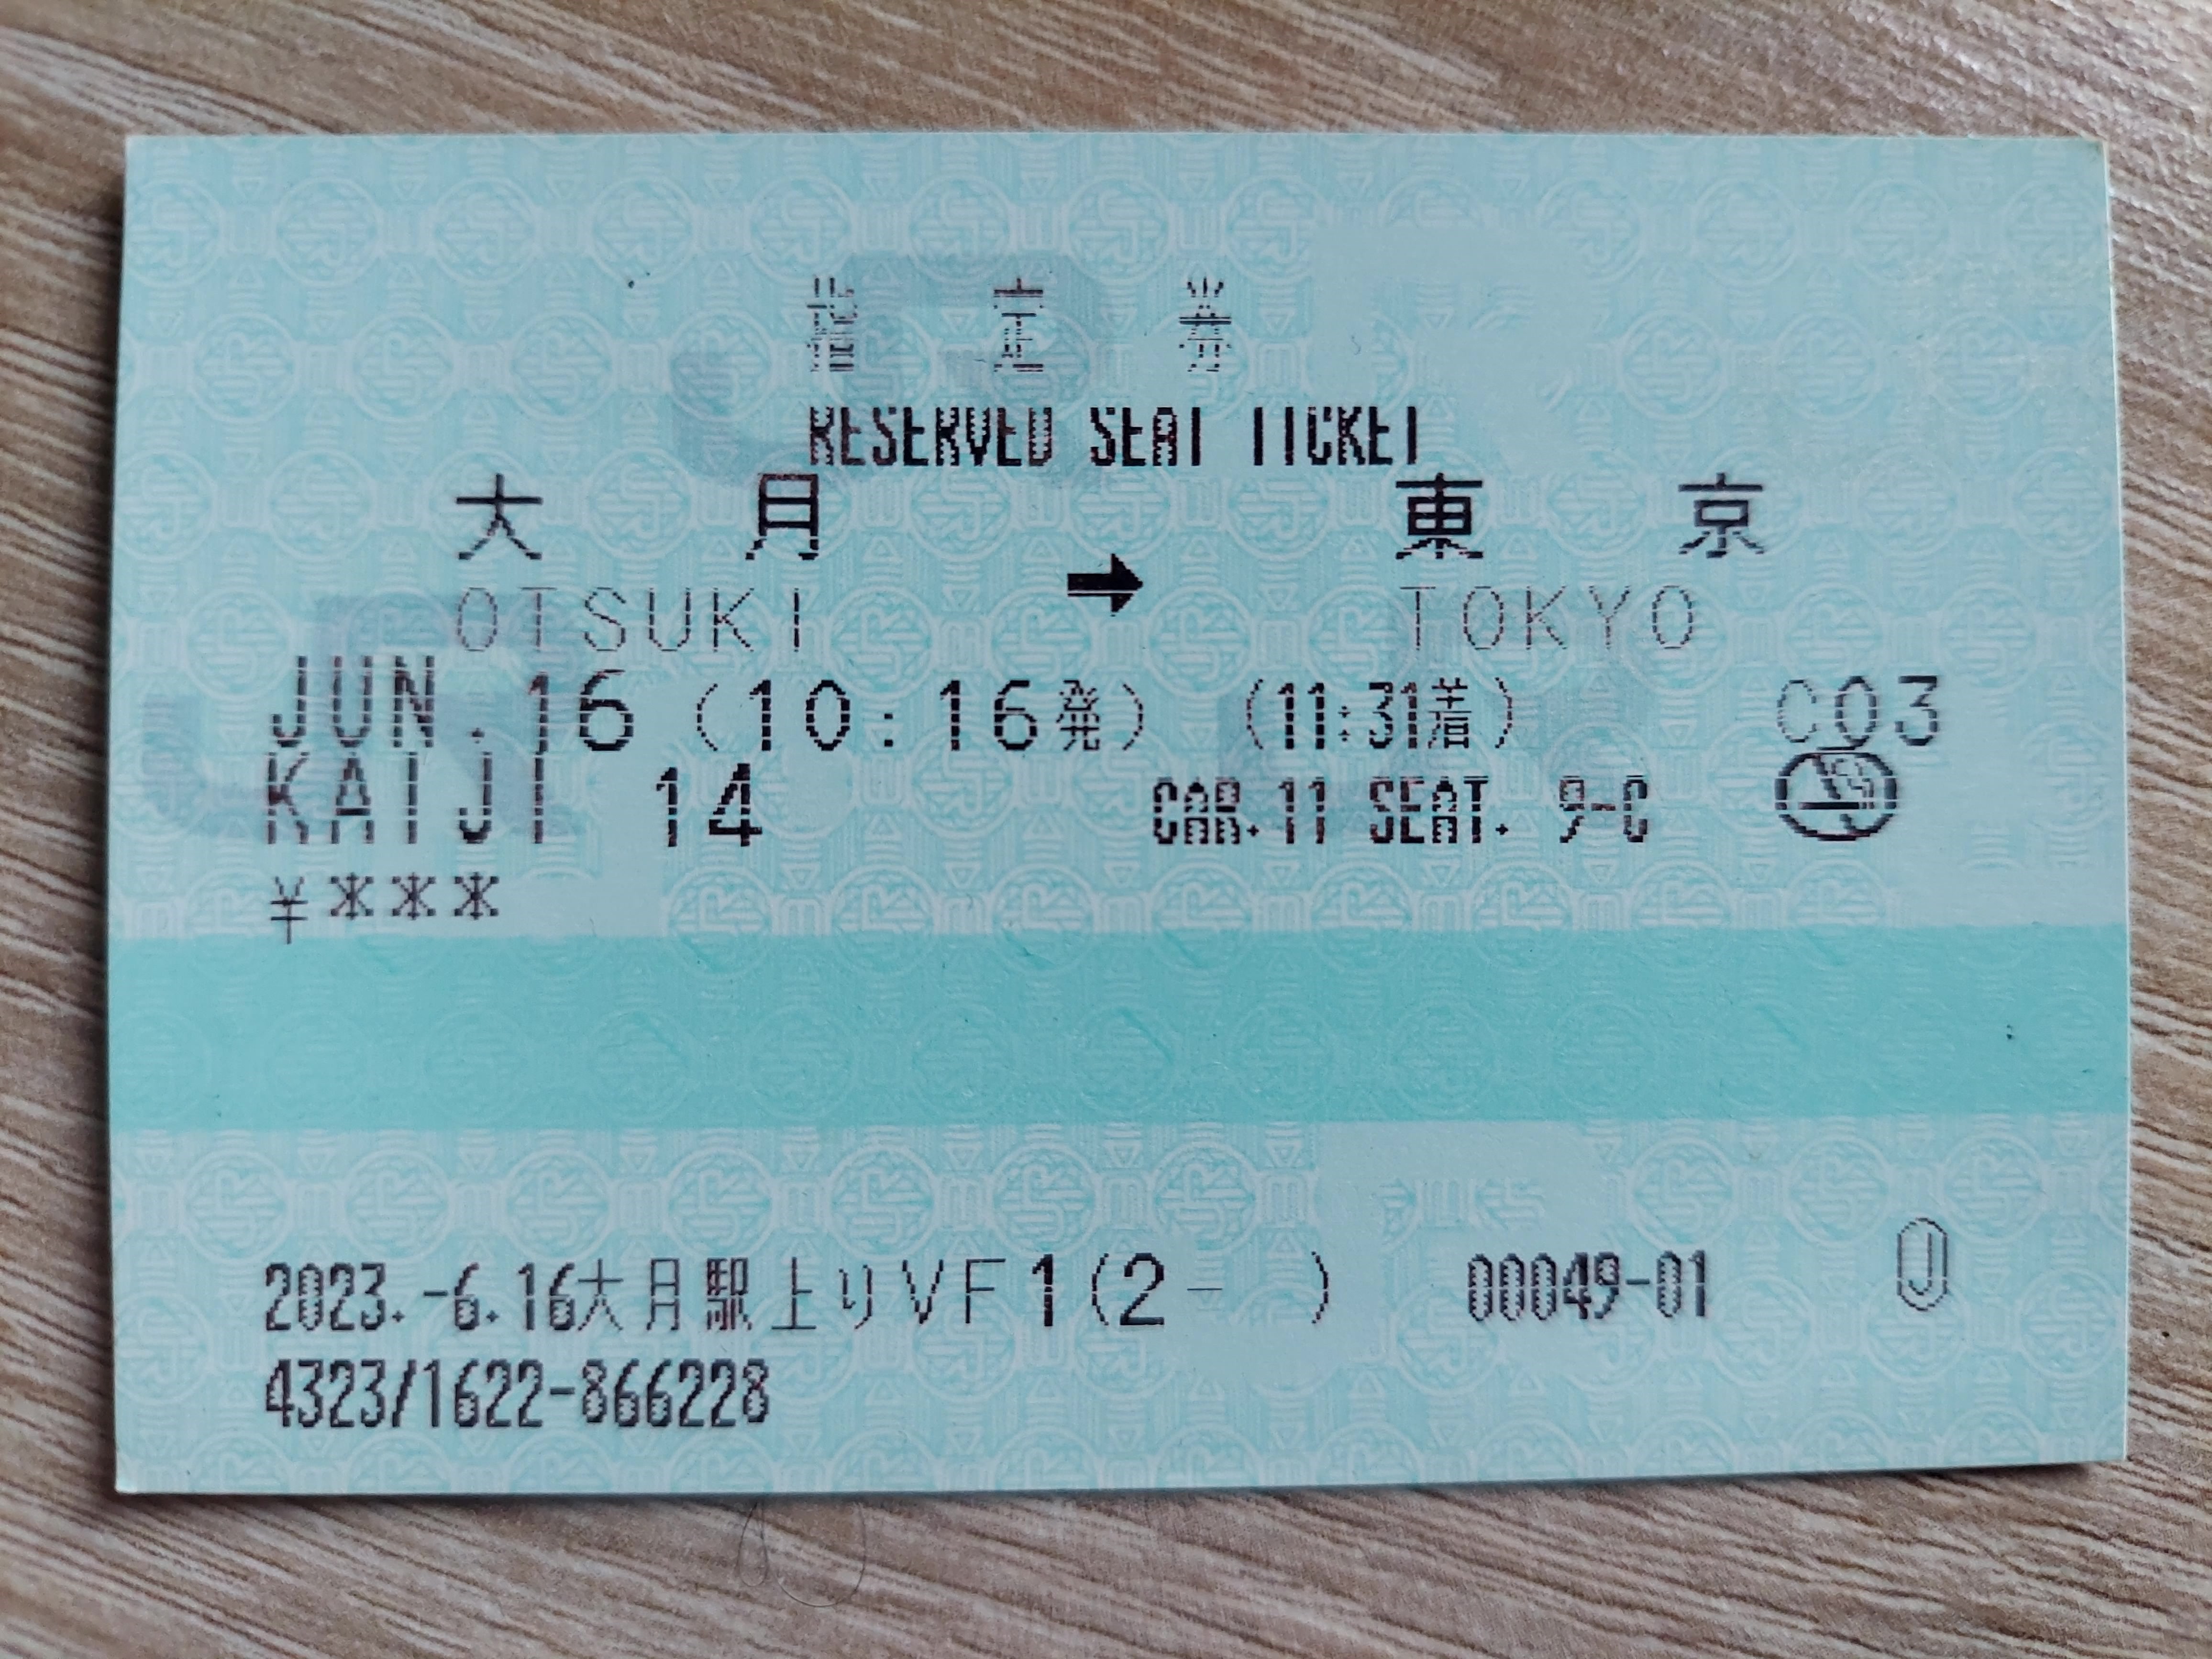 指定券
RESERVED SEAT TICKET
大月 → 東京
OTSUKI TOKYO
JUN.16 (10:16発) (11:31着) C03
KAIJI 14 CAR.11 SEAT. 9-C
¥***
2023.-6.16大月駅上りVF1(2- ) 00049-01 J
4323/1622-866228